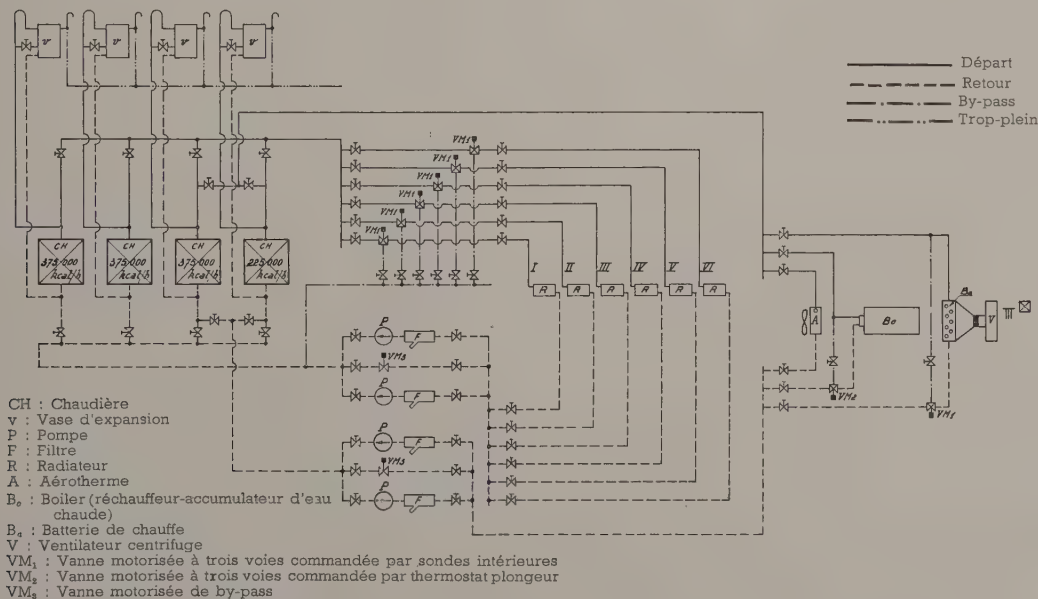 v v v v
Départ
Retour
By-pass
Trop-plein
VM1
VM1
VM1
VM1
VM1
VM1
CH CH CH CH
375/000 375/000 375/000 225/000
kcal/h kcal/h kcal/h kcal/h
I II III IV V VI
R R R R R R
A Bo Ba V
VM2 VM1
P F
VM3
P F
P F
VM3
P F
CH : Chaudière
v : Vase d'expansion
P : Pompe
F : Filtre
R : Radiateur
A : Aérotherme
Bo : Boiler (réchauffeur-accumulateur d'eau
chaude)
Ba : Batterie de chauffe
V : Ventilateur centrifuge
VM1 : Vanne motorisée à trois voies commandée par sondes intérieures
VM2 : Vanne motorisée à trois voies commandée par thermostat plongeur
VM3 : Vanne motorisée de by-pass